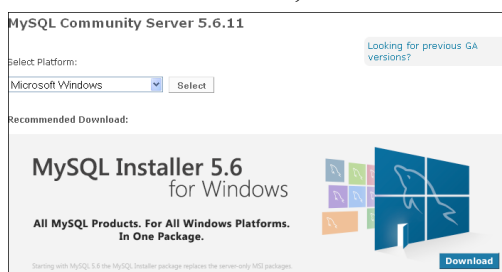 MySQL Community Server 5.6.11
Looking for previous GA
versions?
Select Platform:
Microsoft Windows
Select
Recommended Download:
MySQL Installer 5.6
for Windows
All MySQL Products. For All Windows Platforms.
In One Package.
Starting with MySQL 5.6 the MySQL Installer package replaces the server-only MSI packages
Download